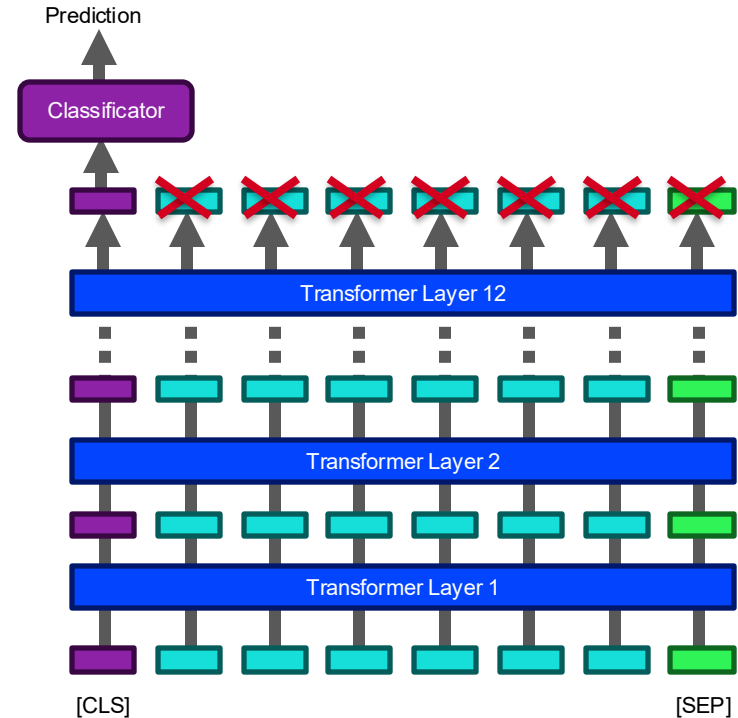 Prediction
Classificator
Transformer Layer 12
Transformer Layer 2
Transformer Layer 1
[CLS] [SEP]